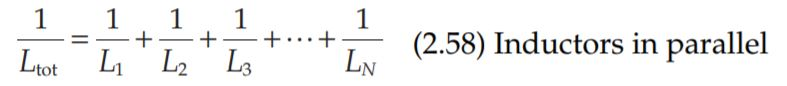 1/L_tot = 1/L_1 + 1/L_2 + 1/L_3 + ··· + 1/L_N (2.58) Inductors in parallel